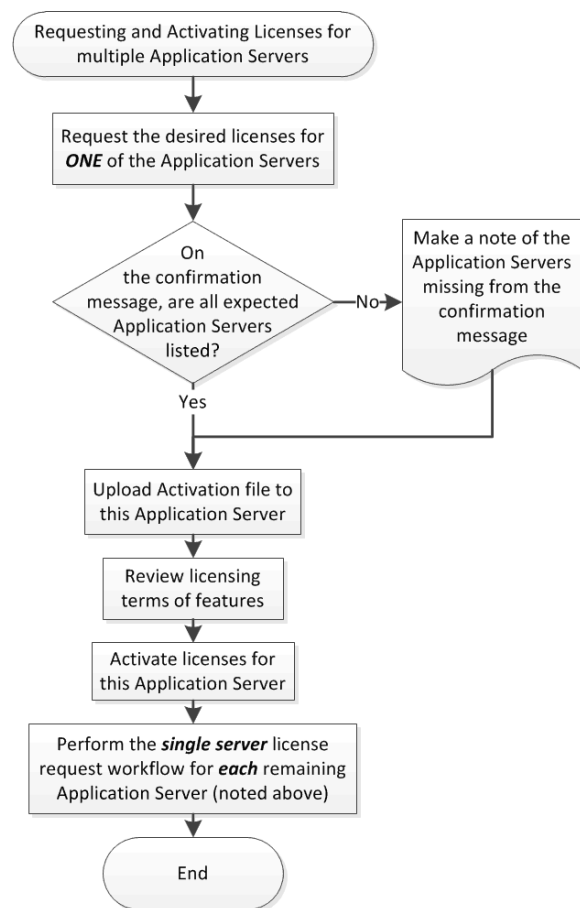 Requesting and Activating Licenses for
multiple Application Servers
Request the desired licenses for
ONE of the Application Servers
On
the confirmation
message, are all expected
Application Servers
listed?
No
Make a note of the
Application Servers
missing from the
confirmation
message
Yes
Upload Activation file to
this Application Server
Review licensing
terms of features
Activate licenses for
this Application Server
Perform the single server license
request workflow for each remaining
Application Server (noted above)
End